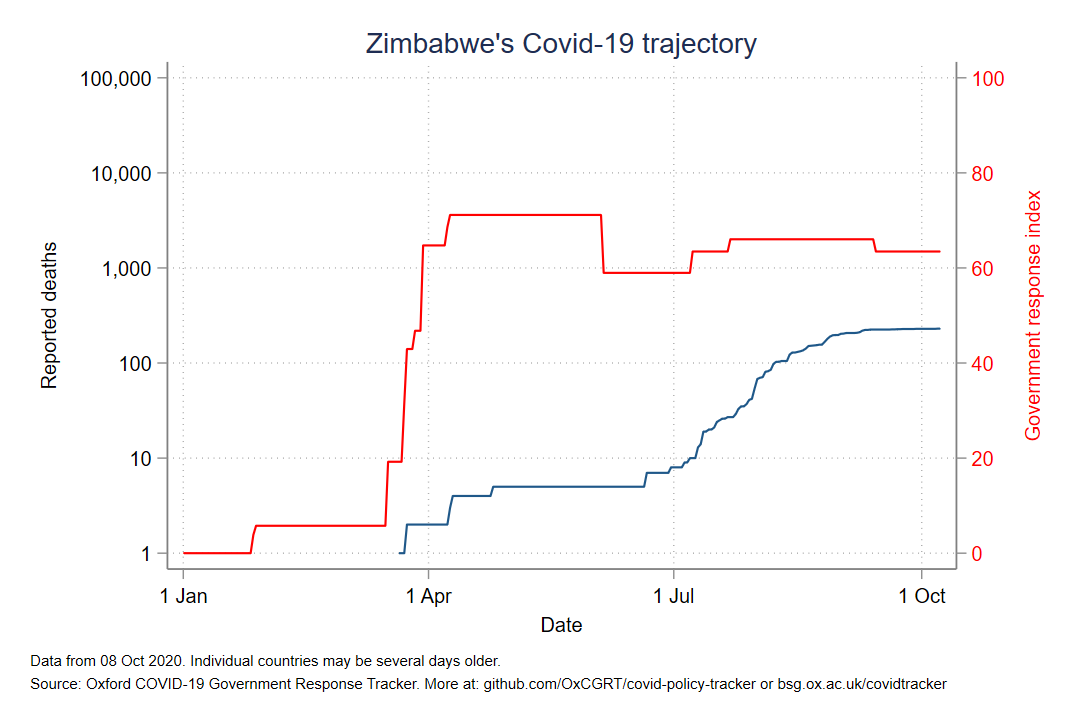 Zimbabwe's Covid-19 trajectory
100,000
10,000
1,000
100
10
1
Reported deaths
100
80
60
40
20
0
Government response index
1 Jan
1 Apr
1 Jul
1 Oct
Date
Data from 08 Oct 2020. Individual countries may be several days older.
Source: Oxford COVID-19 Government Response Tracker. More at: github.com/OxCGRT/covid-policy-tracker or bsg.ox.ac.uk/covidtracker